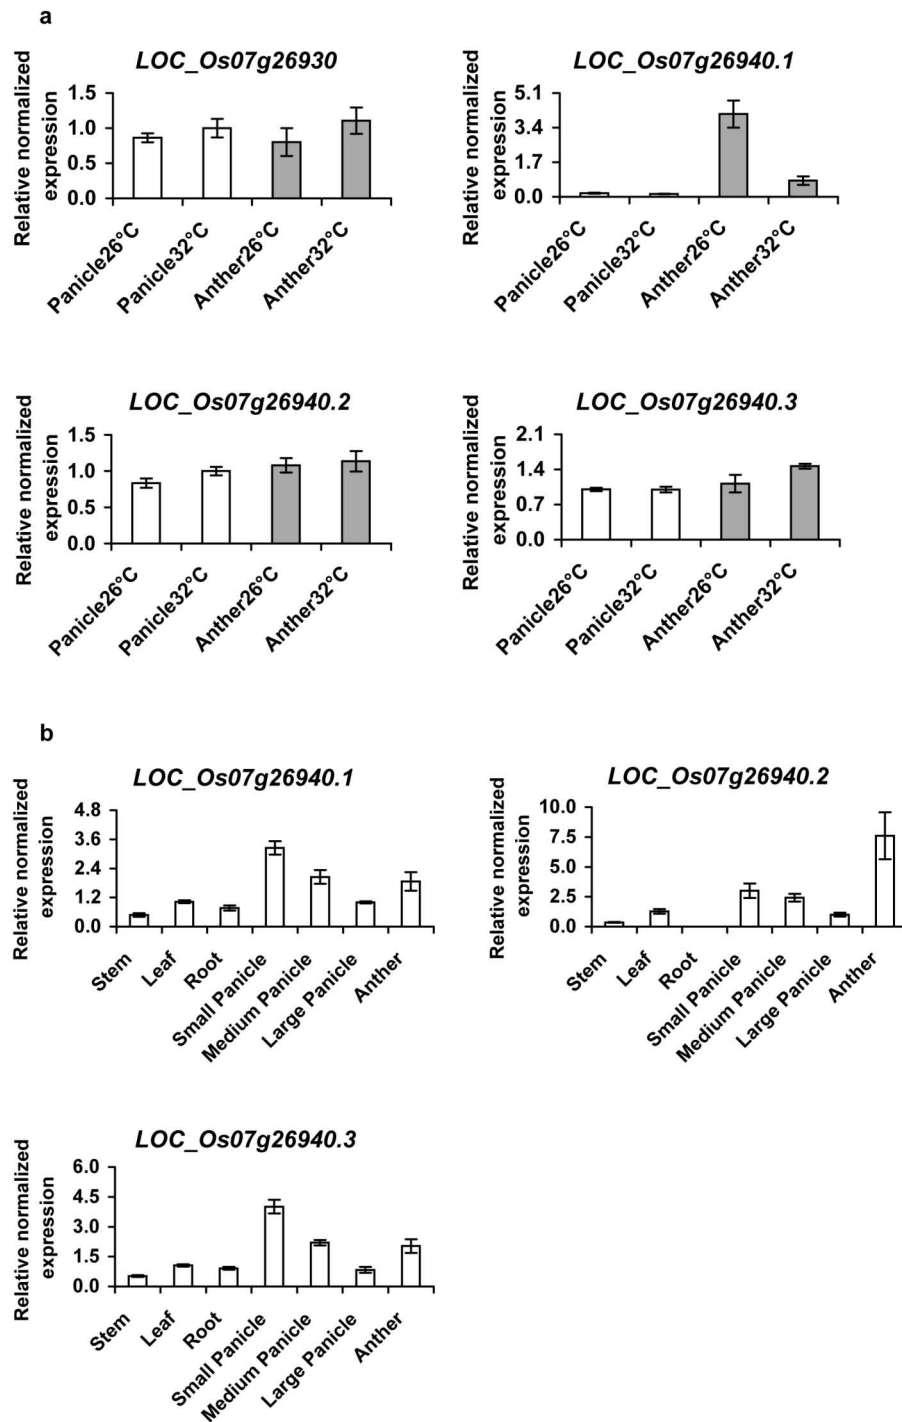 a
LOC_Os07g26930
Relative normalized
expression
1.5
1.0
0.5
0.0
Panicle26°C
Panicle32°C
Anther26°C
Anther32°C
LOC_Os07g26940.1
Relative normalized
expression
5.1
3.4
1.7
0.0
Panicle26°C
Panicle32°C
Anther26°C
Anther32°C
LOC_Os07g26940.2
Relative normalized
expression
1.5
1.0
0.5
0.0
Panicle26°C
Panicle32°C
Anther26°C
Anther32°C
LOC_Os07g26940.3
Relative normalized
expression
2.1
1.4
0.7
0.0
Panicle26°C
Panicle32°C
Anther26°C
Anther32°C
b
LOC_Os07g26940.1
Relative normalized
expression
4.8
3.6
2.4
1.2
0.0
Stem
Leaf
Root
Small Panicle
Medium Panicle
Large Panicle
Anther
LOC_Os07g26940.2
Relative normalized
expression
10.0
7.5
5.0
2.5
0.0
Stem
Leaf
Root
Small Panicle
Medium Panicle
Large Panicle
Anther
LOC_Os07g26940.3
Relative normalized
expression
6.0
4.5
3.0
1.5
0.0
Stem
Leaf
Root
Small Panicle
Medium Panicle
Large Panicle
Anther